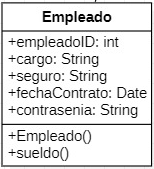 Empleado
+empleadoID: int
+cargo: String
+seguro: String
+fechaContrato: Date
+contrasenia: String
+Empleado()
+sueldo()